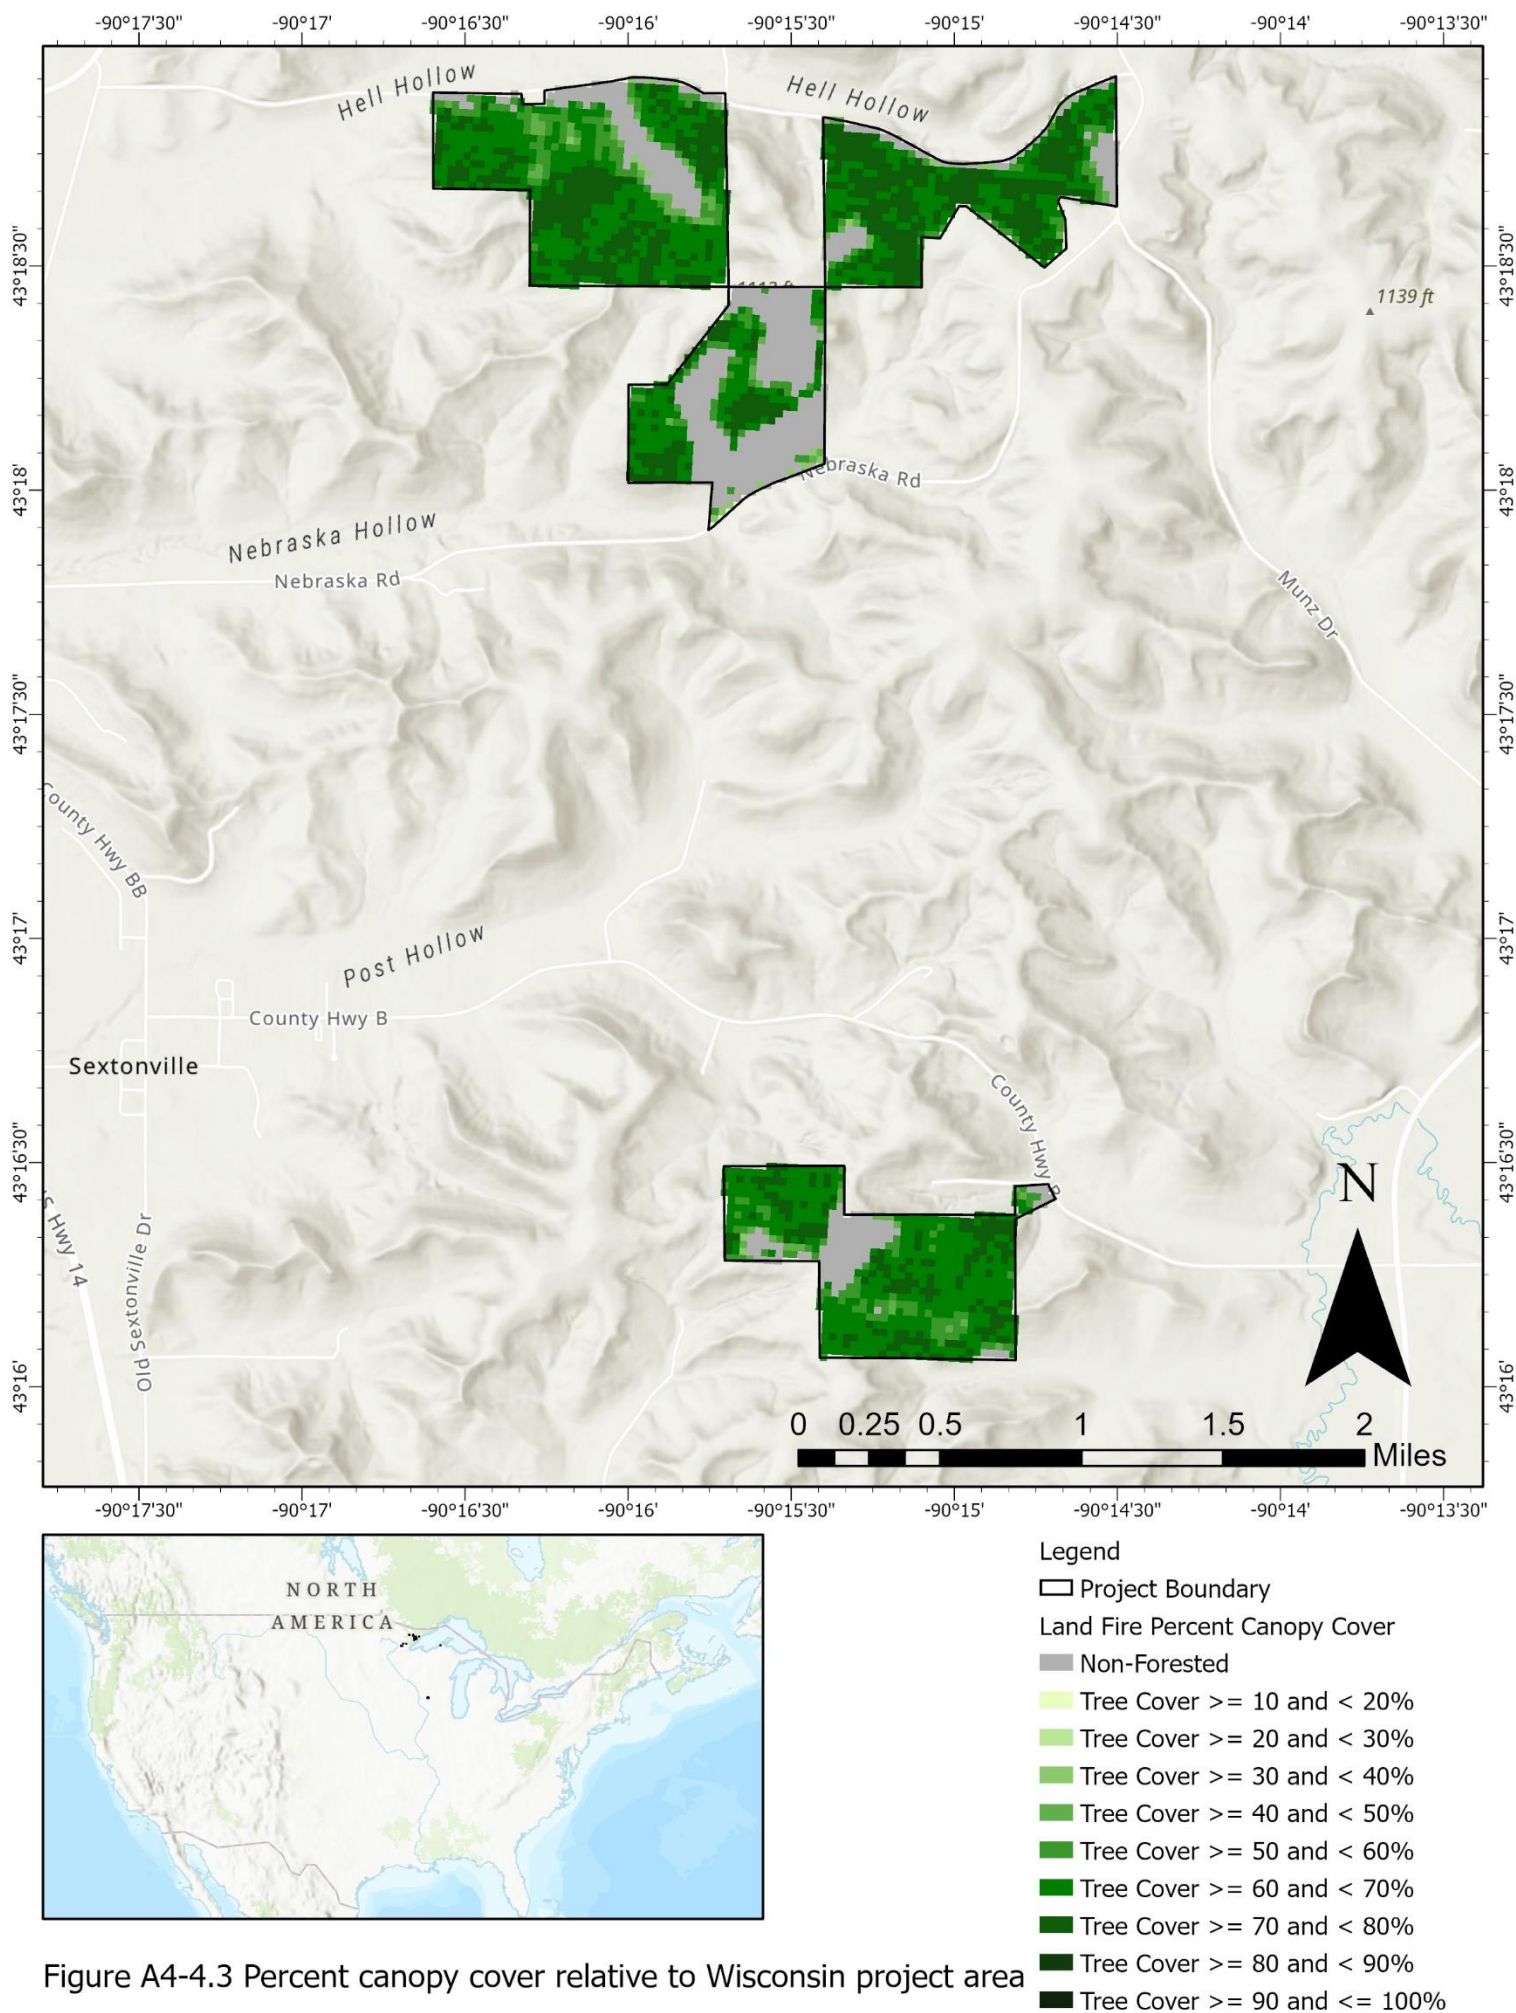 -90°17'30" -90°17' -90°16'30" -90°16' -90°15'30" -90°15' -90°14'30" -90°14' -90°13'30"
Hell Hollow
Hell Hollow
43°18'30"
43°18'30"
1139 ft
43°18'
43°18'
Nebraska Rd
Nebraska Hollow
Nebraska Rd
Munz Dr
43°17'30"
43°17'30"
County Hwy BB
43°17'
43°17'
Post Hollow
County Hwy B
Sextonville
County Hwy B
43°16'30"
43°16'30"
N
Hwy 14
Old Sextonville Dr
43°16'
43°16'
0 0.25 0.5 1 1.5 2
Miles
-90°17'30" -90°17' -90°16'30" -90°16' -90°15'30" -90°15' -90°14'30" -90°14' -90°13'30"
NORTH
AMERICA
Legend
Project Boundary
Land Fire Percent Canopy Cover
Non-Forested
Tree Cover >= 10 and < 20%
Tree Cover >= 20 and < 30%
Tree Cover >= 30 and < 40%
Tree Cover >= 40 and < 50%
Tree Cover >= 50 and < 60%
Tree Cover >= 60 and < 70%
Tree Cover >= 70 and < 80%
Tree Cover >= 80 and < 90%
Tree Cover >= 90 and <= 100%
Figure A4-4.3 Percent canopy cover relative to Wisconsin project area